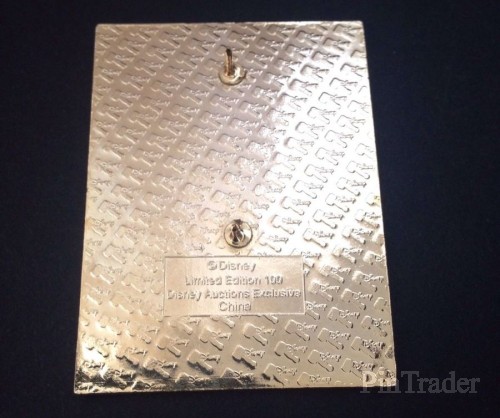 © Disney
Limited Edition 100
Disney Auctions Exclusive
China
PinTrader